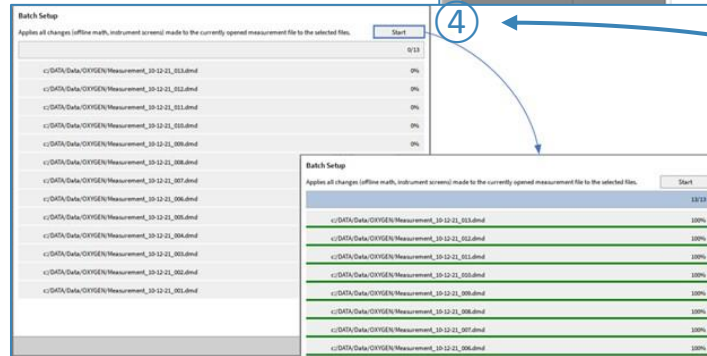 ④
Batch Setup
Applies all changes (offline math, instrument screens) made to the currently opened measurement file to the selected files. Start
0/13
c:/DATA/Data/OXYGEN/Measurement_10-12-21_013.dmd 0%
c:/DATA/Data/OXYGEN/Measurement_10-12-21_012.dmd 0%
c:/DATA/Data/OXYGEN/Measurement_10-12-21_011.dmd 0%
c:/DATA/Data/OXYGEN/Measurement_10-12-21_010.dmd 0%
c:/DATA/Data/OXYGEN/Measurement_10-12-21_009.dmd 0%
c:/DATA/Data/OXYGEN/Measurement_10-12-21_008.dmd
c:/DATA/Data/OXYGEN/Measurement_10-12-21_007.dmd
c:/DATA/Data/OXYGEN/Measurement_10-12-21_006.dmd
c:/DATA/Data/OXYGEN/Measurement_10-12-21_005.dmd
c:/DATA/Data/OXYGEN/Measurement_10-12-21_004.dmd
c:/DATA/Data/OXYGEN/Measurement_10-12-21_003.dmd
c:/DATA/Data/OXYGEN/Measurement_10-12-21_002.dmd
c:/DATA/Data/OXYGEN/Measurement_10-12-21_001.dmd
Batch Setup
Applies all changes (offline math, instrument screens) made to the currently opened measurement file to the selected files. Start
13/13
c:/DATA/Data/OXYGEN/Measurement_10-12-21_013.dmd 100%
c:/DATA/Data/OXYGEN/Measurement_10-12-21_012.dmd 100%
c:/DATA/Data/OXYGEN/Measurement_10-12-21_011.dmd 100%
c:/DATA/Data/OXYGEN/Measurement_10-12-21_010.dmd 100%
c:/DATA/Data/OXYGEN/Measurement_10-12-21_009.dmd 100%
c:/DATA/Data/OXYGEN/Measurement_10-12-21_008.dmd 100%
c:/DATA/Data/OXYGEN/Measurement_10-12-21_007.dmd 100%
c:/DATA/Data/OXYGEN/Measurement_10-12-21_006.dmd 100%